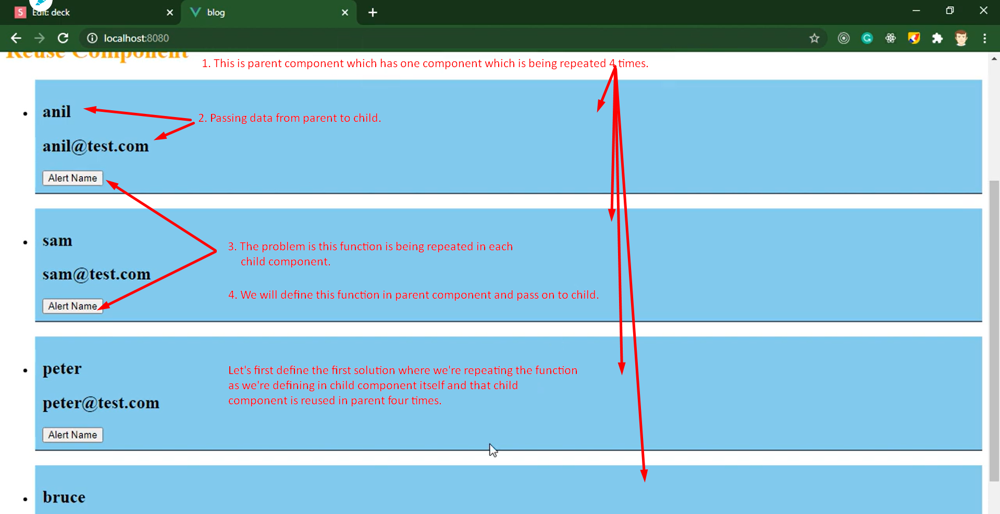 Edit: deck
blog
localhost:8080
Reuse Component
1. This is parent component which has one component which is being repeated 4 times.
anil
2. Passing data from parent to child.
anil@test.com
Alert Name
sam
3. The problem is this function is being repeated in each
child component.
sam@test.com
4. We will define this function in parent component and pass on to child.
Alert Name
peter
Let's first define the first solution where we're repeating the function
as we're defining in child component itself and that child
component is reused in parent four times.
peter@test.com
Alert Name
bruce